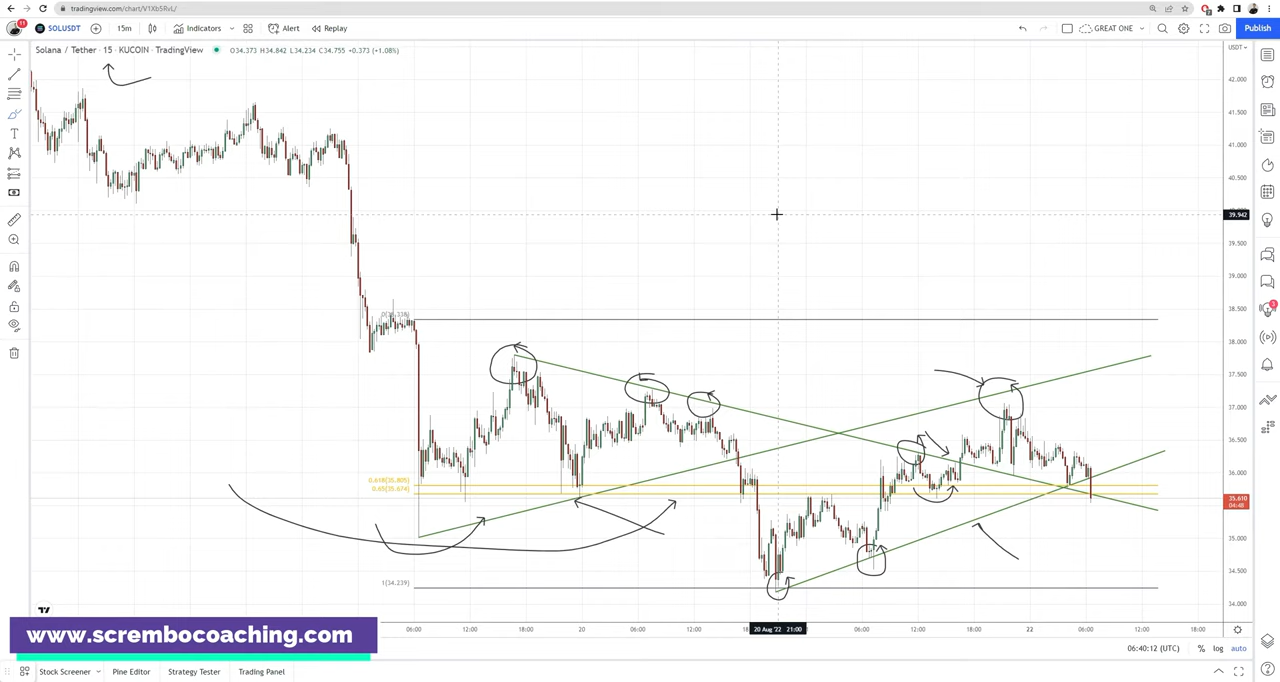 tradingview.com/chart/V1Xb5RvL/
11
SOLUSDT
15m
Indicators
Alert
Replay
GREAT ONE
Publish
Solana / Tether · 15 · KUCOIN · TradingView
O34.373 H34.842 L34.234 C34.755 +0.373 (+1.08%)
USDT
42.000
41.500
41.000
40.500
39.942
39.500
39.000
38.500
38.000
37.500
37.000
36.500
36.000
35.610
04:48
35.000
34.500
34.000
0.618(35.805)
0.65(35.674)
1(34.239)
3
www.scrembocoaching.com
06:00
12:00
18:00
20
06:00
12:00
20 Aug '22 21:00
06:00
12:00
18:00
22
06:00
12:00
18:00
06:40:12 (UTC)
%
log
auto
Stock Screener
Pine Editor
Strategy Tester
Trading Panel